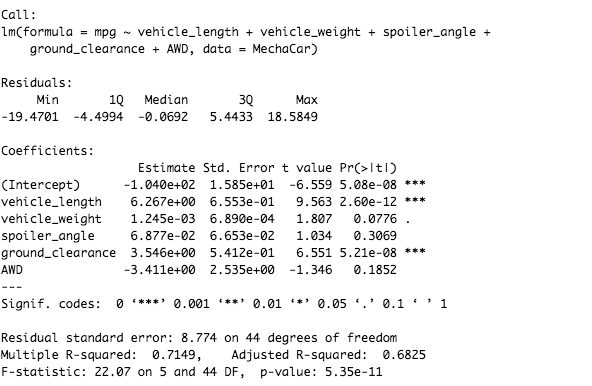 Call:
lm(formula = mpg ~ vehicle_length + vehicle_weight + spoiler_angle +
    ground_clearance + AWD, data = MechaCar)

Residuals:
     Min       1Q   Median       3Q      Max
-19.4701  -4.4994  -0.0692   5.4433  18.5849

Coefficients:
                   Estimate Std. Error t value Pr(>|t|)
(Intercept)      -1.040e+02  1.585e+01  -6.559 5.08e-08 ***
vehicle_length    6.267e+00  6.553e-01   9.563 2.60e-12 ***
vehicle_weight    1.245e-03  6.890e-04   1.807   0.0776 .
spoiler_angle     6.877e-02  6.653e-02   1.034   0.3069
ground_clearance  3.546e+00  5.412e-01   6.551 5.21e-08 ***
AWD              -3.411e+00  2.535e+00  -1.346   0.1852
---
Signif. codes:  0 ‘***’ 0.001 ‘**’ 0.01 ‘*’ 0.05 ‘.’ 0.1 ‘ ’ 1

Residual standard error: 8.774 on 44 degrees of freedom
Multiple R-squared:  0.7149,    Adjusted R-squared:  0.6825
F-statistic: 22.07 on 5 and 44 DF,  p-value: 5.35e-11